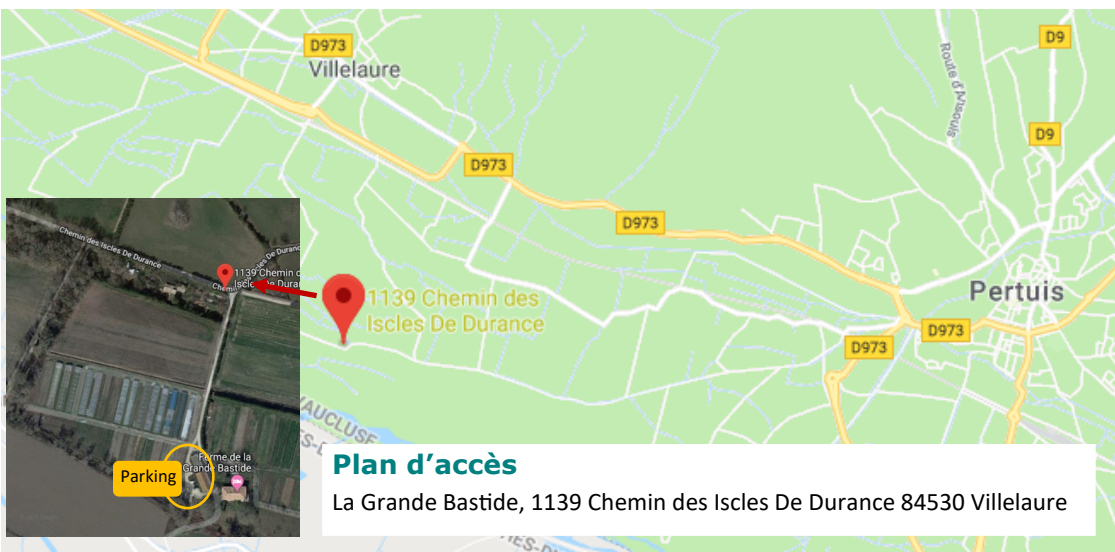 D973
Villelaure
D9
Route d'Ansouis
D9
D973
D973
Chemin des Iscles De Durance
1139 Chemin d
Iscles De Dura
1139 Chemin des
Iscles De Durance
Pertuis
D973
D973
VAUCLUSE
Ferme de la
Grande Bastide
Parking
Plan d’accès
La Grande Bastide, 1139 Chemin des Iscles De Durance 84530 Villelaure